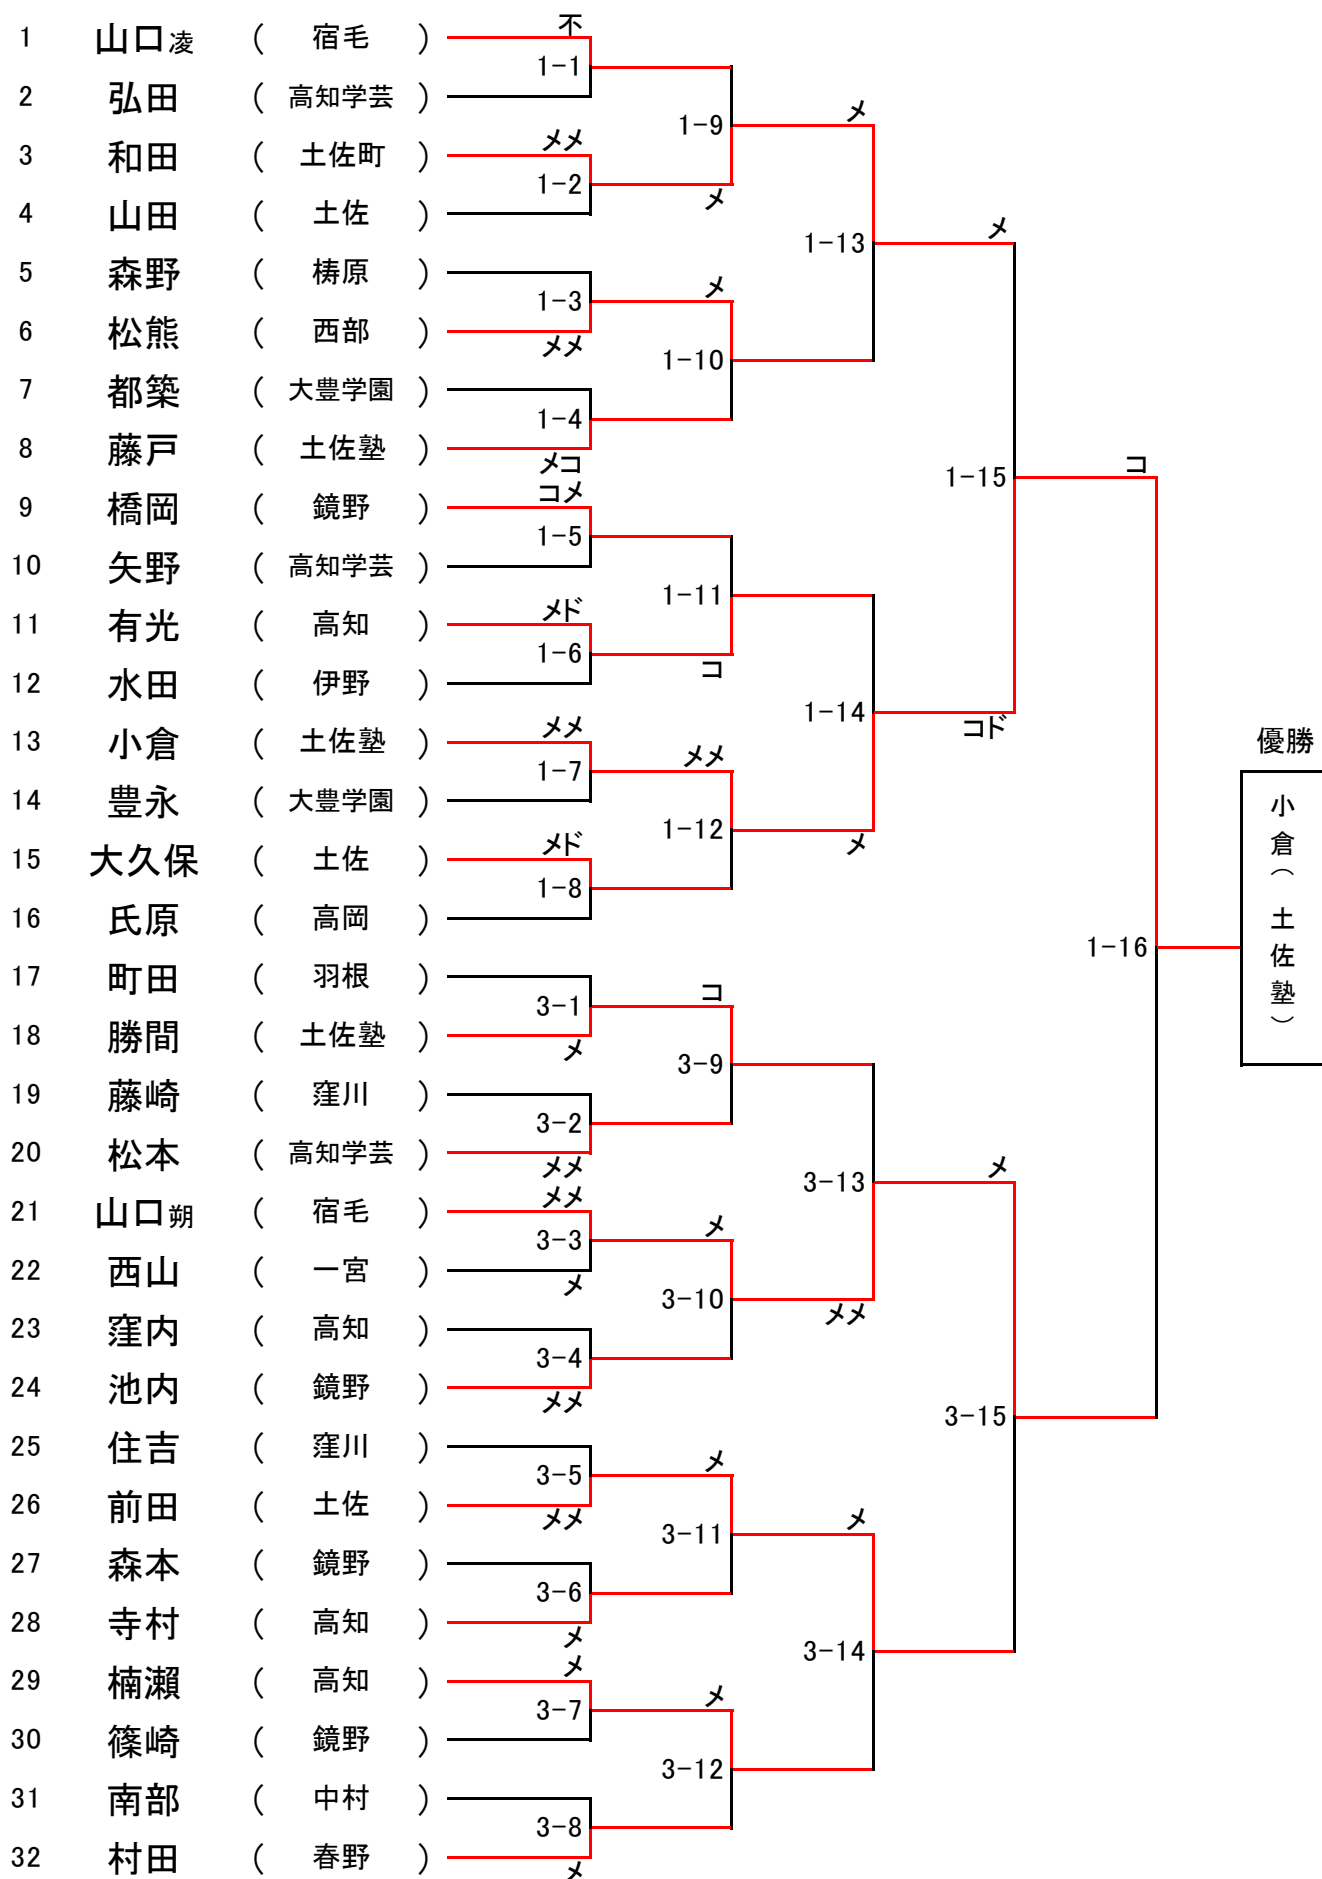 不
1 山口凌 ( 宿毛 )
1-1
2 弘田 ( 高知学芸 )
1-9 メ
メメ
3 和田 ( 土佐町 )
1-2
メ
4 山田 ( 土佐 )
1-13 メ
5 森野 ( 梼原 )
1-3 メ
6 松熊 ( 西部 )
メメ
1-10
7 都築 ( 大豊学園 )
1-4
8 藤戸 ( 土佐塾 )
メコ
1-15 コ
コメ
9 橋岡 ( 鏡野 )
1-5
10 矢野 ( 高知学芸 )
1-11
メド
11 有光 ( 高知 )
1-6
コ
12 水田 ( 伊野 )
1-14 コド
メメ
13 小倉 ( 土佐塾 )
1-7 メメ
14 豊永 ( 大豊学園 )
1-12 メ
メド
15 大久保 ( 土佐 )
1-8
16 氏原 ( 高岡 )
1-16
優勝
小倉(土佐塾)
17 町田 ( 羽根 )
3-1 コ
18 勝間 ( 土佐塾 )
メ
3-9
19 藤崎 ( 窪川 )
3-2
20 松本 ( 高知学芸 )
メメ
3-13 メ
メメ
21 山口朔 ( 宿毛 )
3-3 メ
22 西山 ( 一宮 )
メ
3-10 メメ
23 窪内 ( 高知 )
3-4
24 池内 ( 鏡野 )
メメ
3-15
25 住吉 ( 窪川 )
3-5 メ
26 前田 ( 土佐 )
メメ
3-11 メ
27 森本 ( 鏡野 )
3-6
28 寺村 ( 高知 )
メ
3-14
メ
29 楠瀬 ( 高知 )
3-7 メ
30 篠崎 ( 鏡野 )
3-12
31 南部 ( 中村 )
3-8
32 村田 ( 春野 )
メ